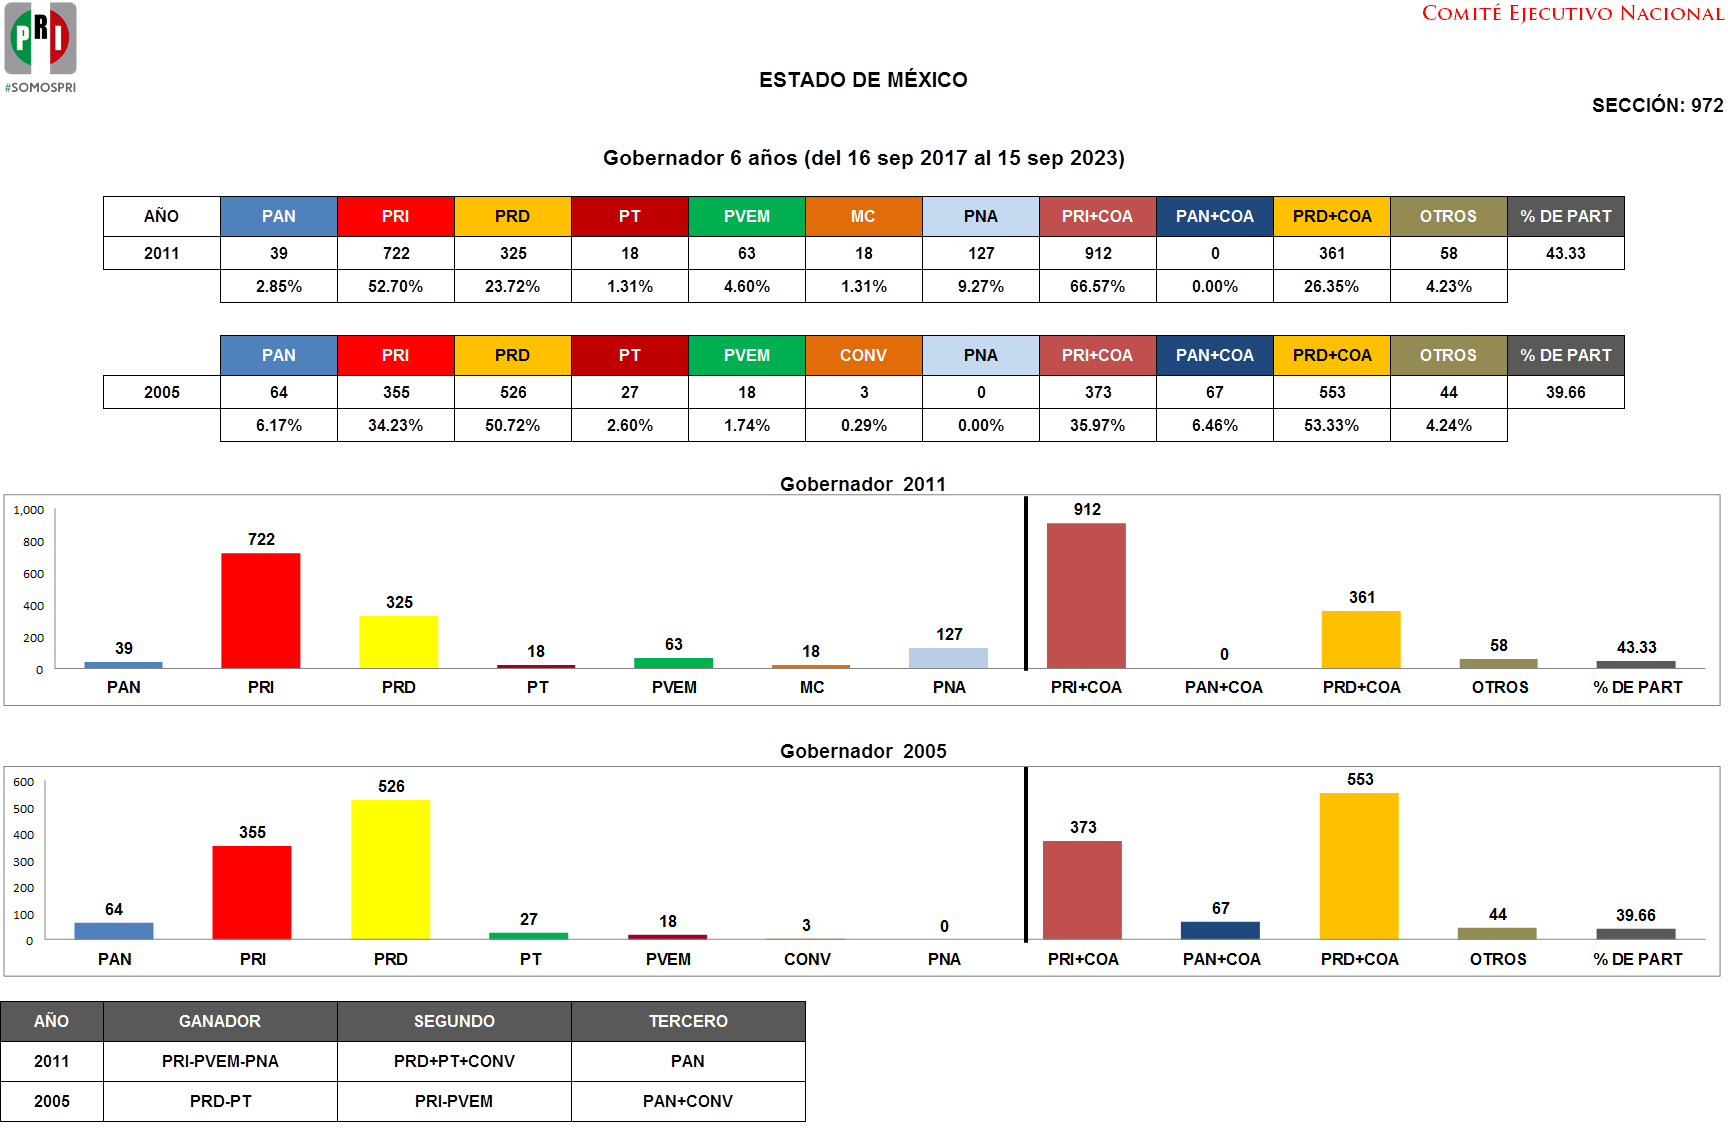 PRI
#SOMOSPRI
COMITÉ EJECUTIVO NACIONAL
ESTADO DE MÉXICO
SECCIÓN: 972
Gobernador 6 años (del 16 sep 2017 al 15 sep 2023)
AÑO PAN PRI PRD PT PVEM MC PNA PRI+COA PAN+COA PRD+COA OTROS % DE PART
2011 39 722 325 18 63 18 127 912 0 361 58 43.33
2.85% 52.70% 23.72% 1.31% 4.60% 1.31% 9.27% 66.57% 0.00% 26.35% 4.23%
PAN PRI PRD PT PVEM CONV PNA PRI+COA PAN+COA PRD+COA OTROS % DE PART
2005 64 355 526 27 18 3 0 373 67 553 44 39.66
6.17% 34.23% 50.72% 2.60% 1.74% 0.29% 0.00% 35.97% 6.46% 53.33% 4.24%
Gobernador 2011
1,000
800
600
400
200
0
39 722 325 18 63 18 127 912 0 361 58 43.33
PAN PRI PRD PT PVEM MC PNA PRI+COA PAN+COA PRD+COA OTROS % DE PART
Gobernador 2005
600
500
400
300
200
100
0
64 355 526 27 18 3 0 373 67 553 44 39.66
PAN PRI PRD PT PVEM CONV PNA PRI+COA PAN+COA PRD+COA OTROS % DE PART
AÑO GANADOR SEGUNDO TERCERO
2011 PRI-PVEM-PNA PRD+PT+CONV PAN
2005 PRD-PT PRI-PVEM PAN+CONV